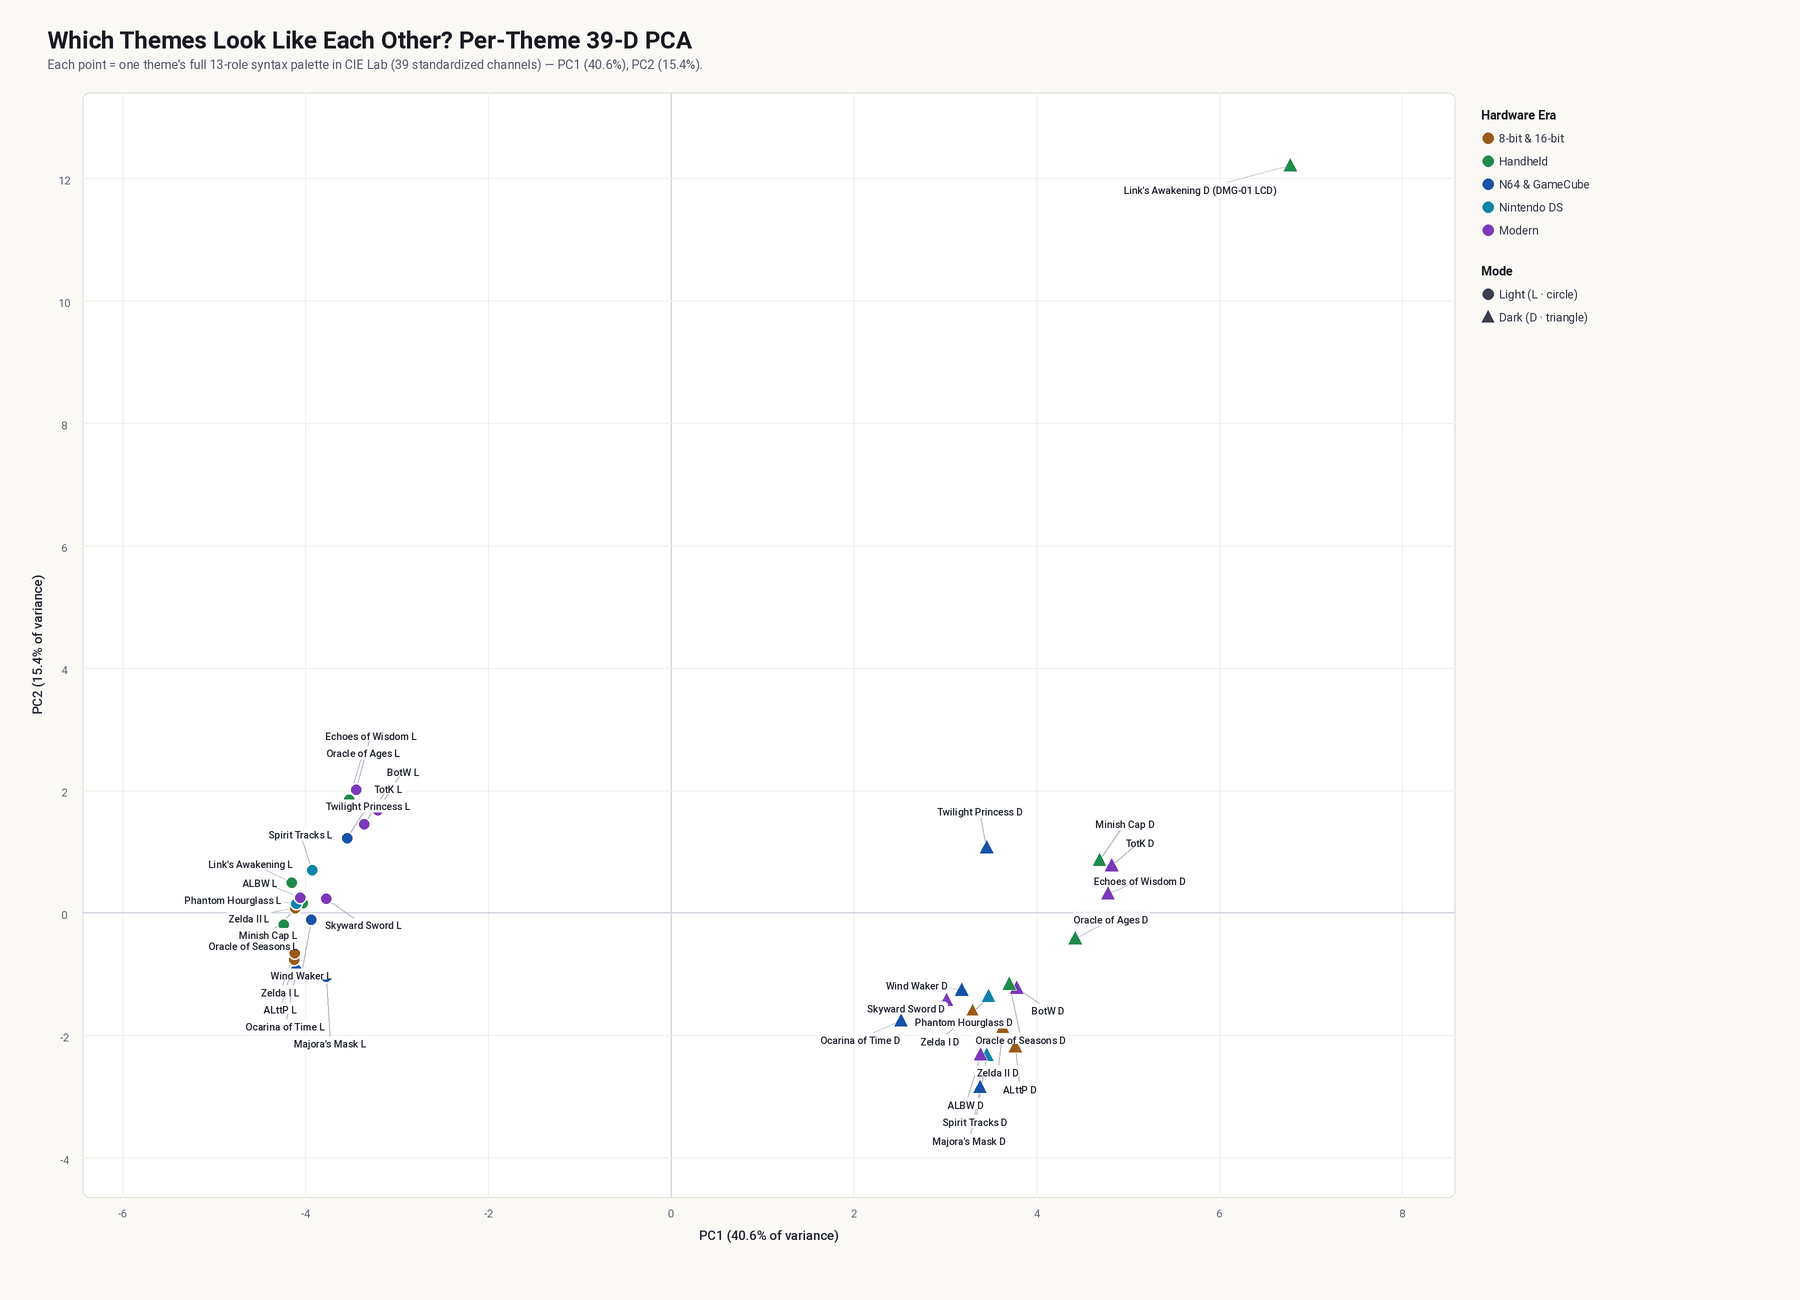 Which Themes Look Like Each Other? Per-Theme 39-D PCA
Each point = one theme's full 13-role syntax palette in CIE Lab (39 standardized channels) — PC1 (40.6%), PC2 (15.4%).
Hardware Era
8-bit & 16-bit
Handheld
N64 & GameCube
Nintendo DS
Modern
Mode
Light (L · circle)
Dark (D · triangle)
12
10
8
6
4
2
0
-2
-4
PC2 (15.4% of variance)
Link's Awakening D (DMG-01 LCD)
Echoes of Wisdom L
Oracle of Ages L
BotW L
TotK L
Twilight Princess L
Spirit Tracks L
Link's Awakening L
ALBW L
Phantom Hourglass L
Zelda II L
Skyward Sword L
Minish Cap L
Oracle of Seasons L
Wind Waker L
Zelda I L
ALttP L
Ocarina of Time L
Majora's Mask L
Twilight Princess D
Minish Cap D
TotK D
Echoes of Wisdom D
Oracle of Ages D
Wind Waker D
Skyward Sword D
BotW D
Phantom Hourglass D
Ocarina of Time D
Zelda I D
Oracle of Seasons D
Zelda II D
ALttP D
ALBW D
Spirit Tracks D
Majora's Mask D
-6
-4
-2
0
2
4
6
8
PC1 (40.6% of variance)